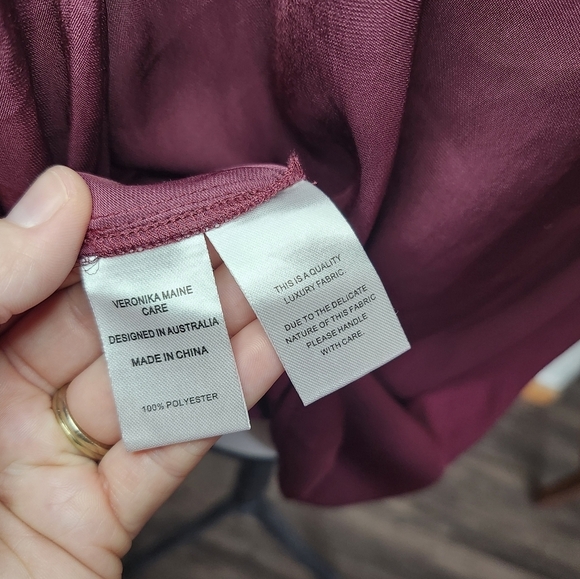 VERONIKA MAINE
CARE
DESIGNED IN AUSTRALIA
MADE IN CHINA
100% POLYESTER
THIS IS A QUALITY
LUXURY FABRIC.
DUE TO THE DELICATE
NATURE OF THIS FABRIC
PLEASE HANDLE
WITH CARE.